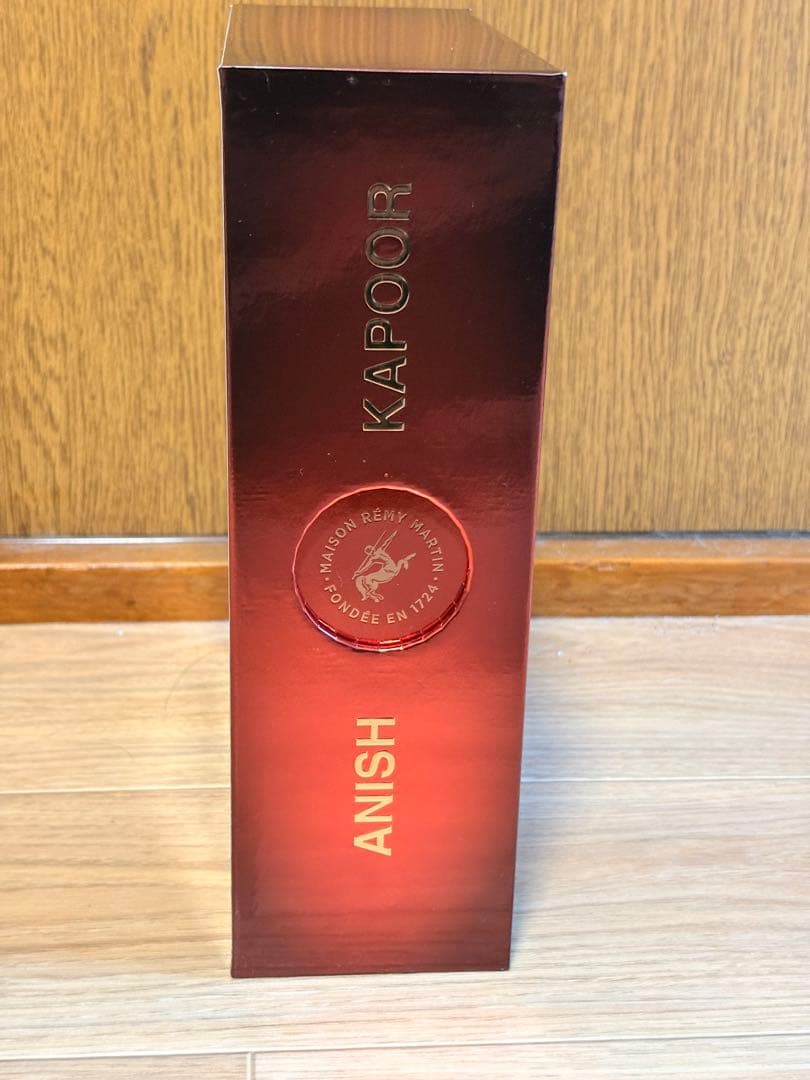 ANISH
KAPOOR
· MAISON RÉMY MARTIN ·
FONDÉE EN 1724